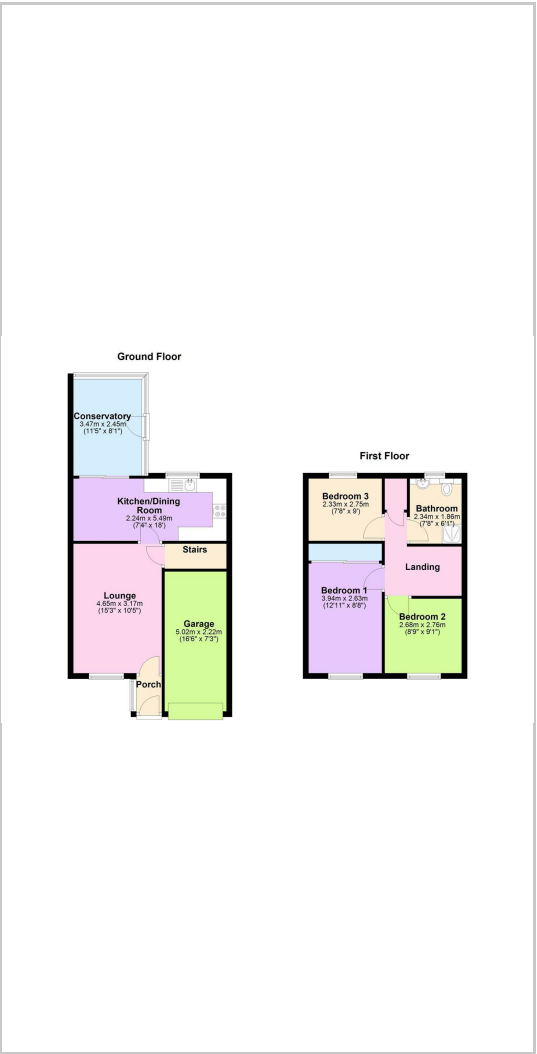 Ground Floor
Conservatory
3.47m x 2.45m
(11'5" x 8'1")
Kitchen/Dining
Room
2.24m x 5.49m
(7'4" x 18')
Stairs
Lounge
4.65m x 3.17m
(15'3" x 10'5")
Garage
5.02m x 2.22m
(16'6" x 7'3")
Porch
First Floor
Bedroom 3
2.33m x 2.75m
(7'8" x 9')
Bathroom
2.34m x 1.86m
(7'8" x 6'1")
Landing
Bedroom 1
3.94m x 2.63m
(12'11" x 8'8")
Bedroom 2
2.68m x 2.76m
(8'9" x 9'1")